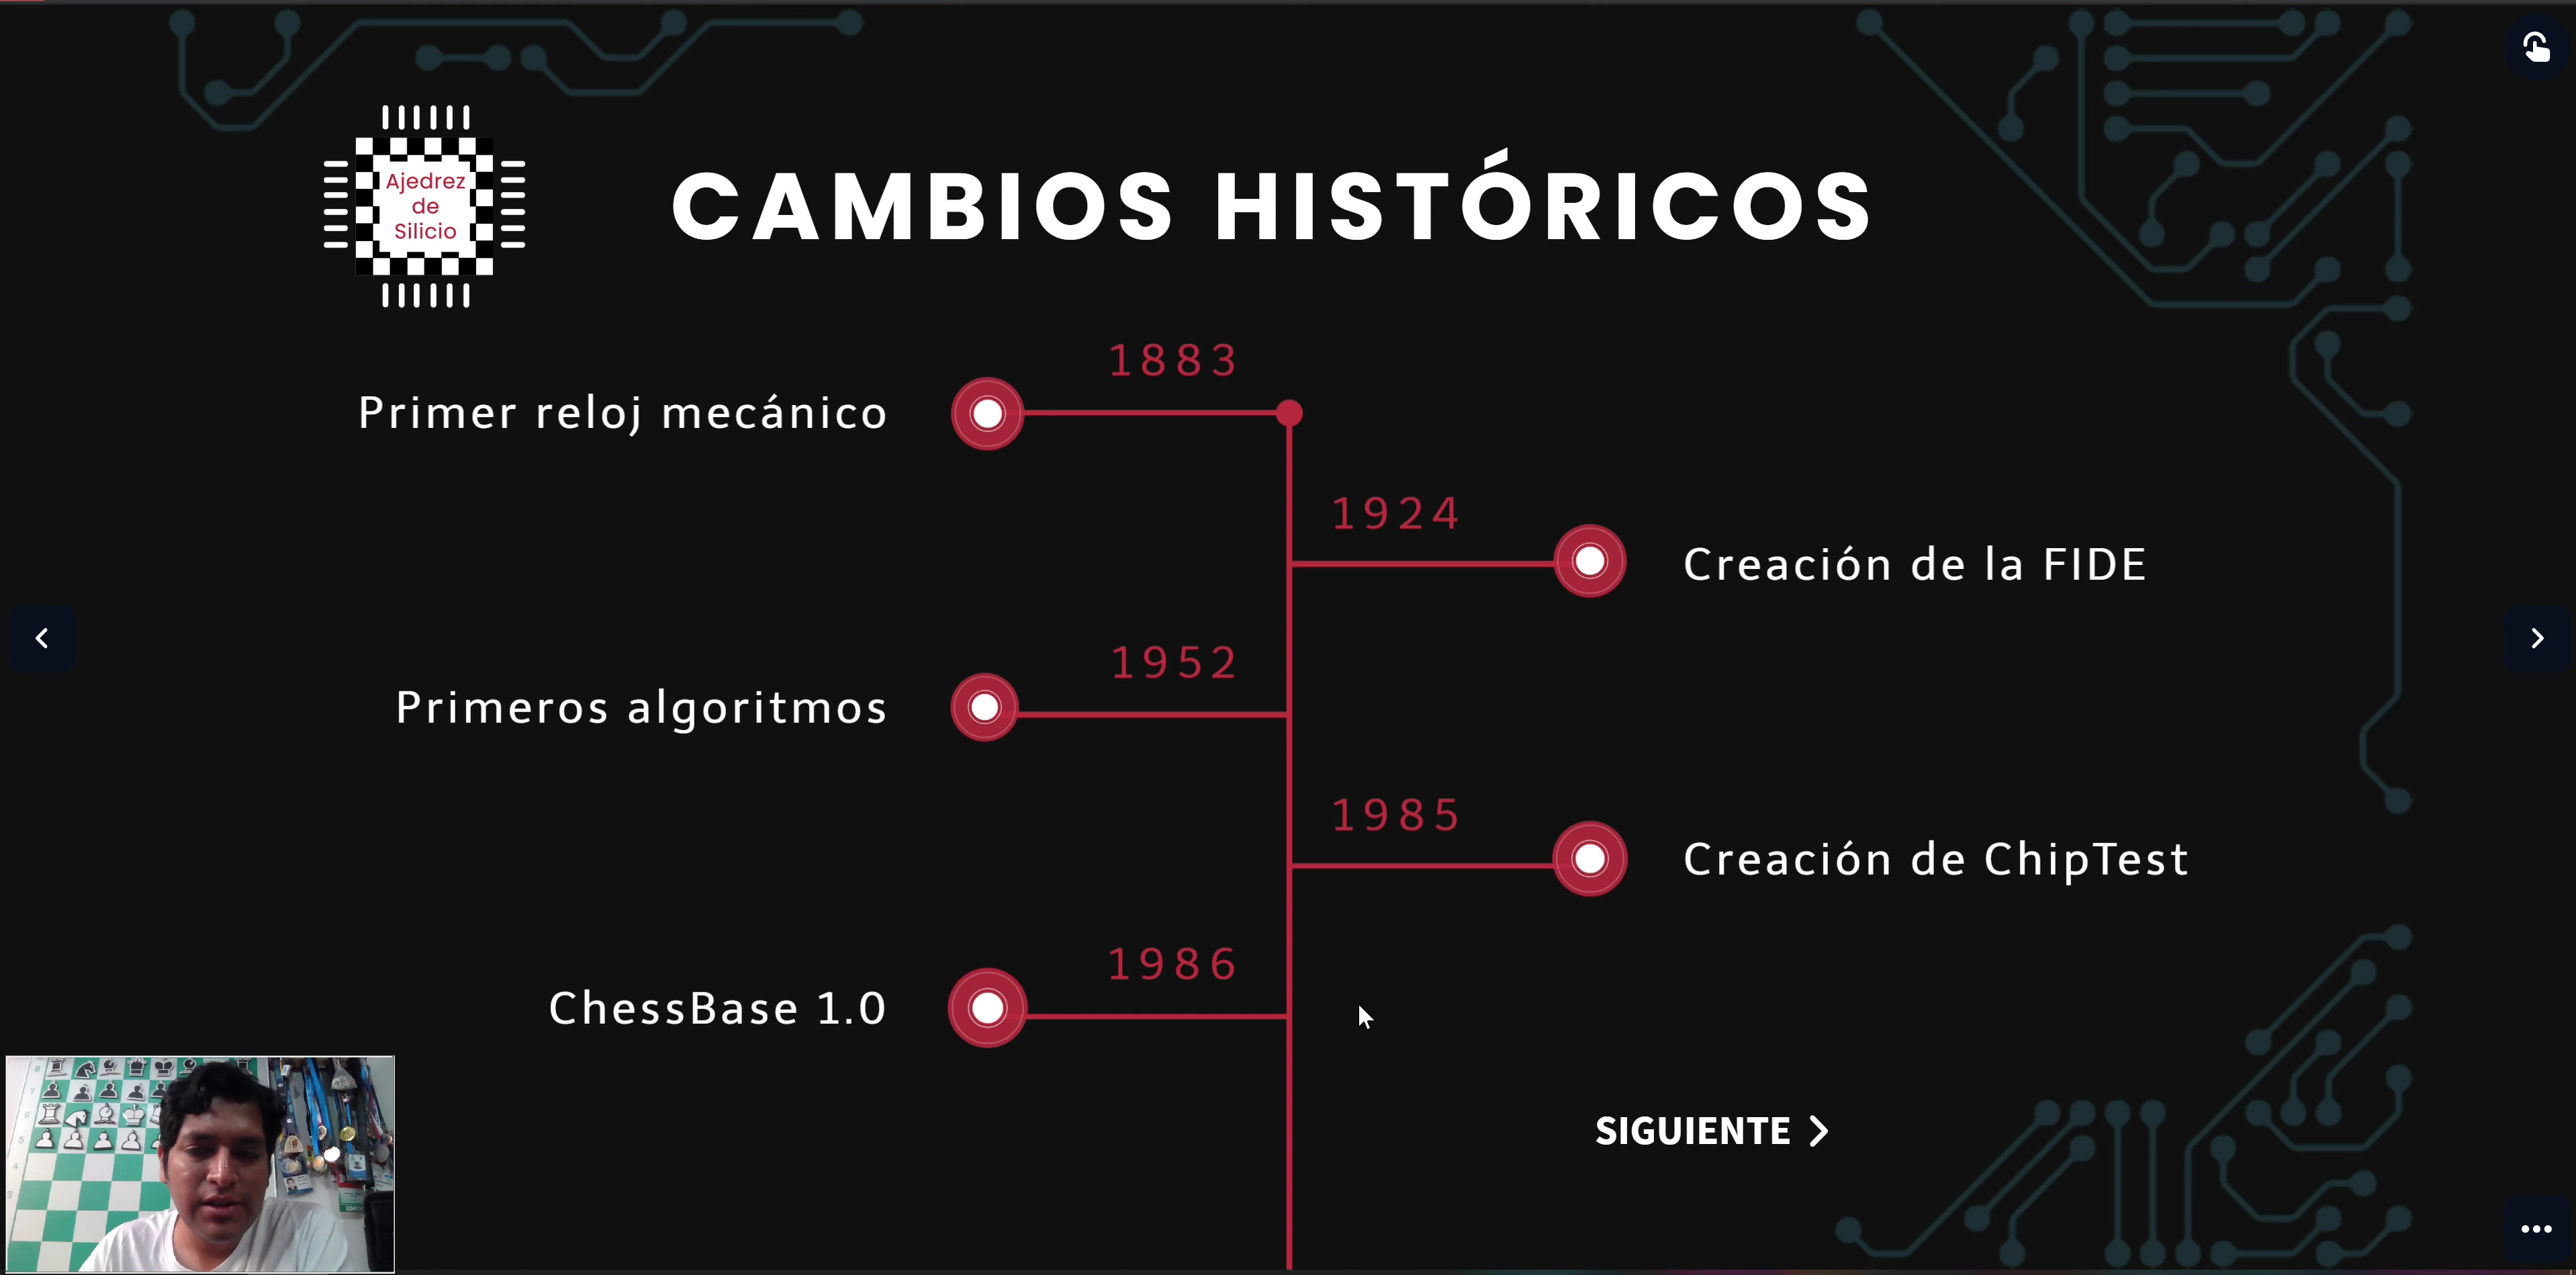 Ajedrez
de
Silicio
CAMBIOS HISTÓRICOS
1883
Primer reloj mecánico
1924
Creación de la FIDE
1952
Primeros algoritmos
1985
Creación de ChipTest
1986
ChessBase 1.0
SIGUIENTE